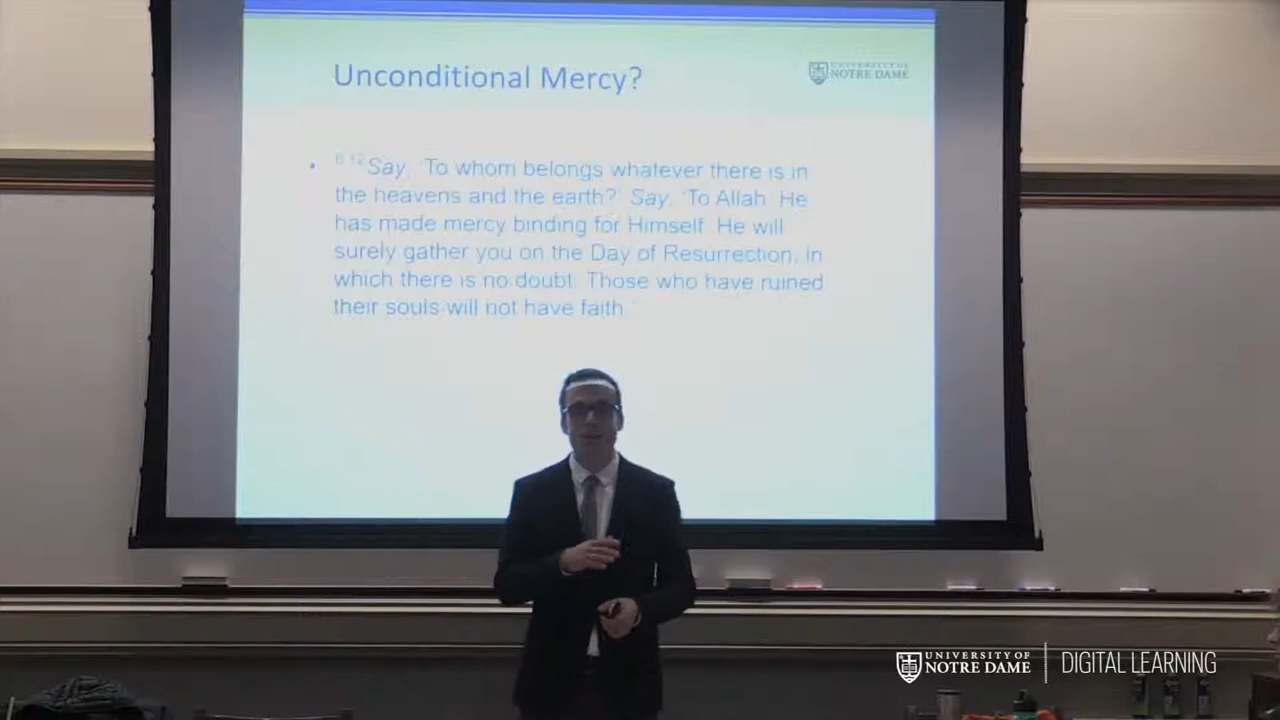 Unconditional Mercy?
UNIVERSITY OF
NOTRE DAME
• 6:12 Say, 'To whom belongs whatever there is in
the heavens and the earth?' Say, 'To Allah. He
has made mercy binding for Himself. He will
surely gather you on the Day of Resurrection, in
which there is no doubt. Those who have ruined
their souls will not have faith.'
UNIVERSITY OF
NOTRE DAME
DIGITAL LEARNING